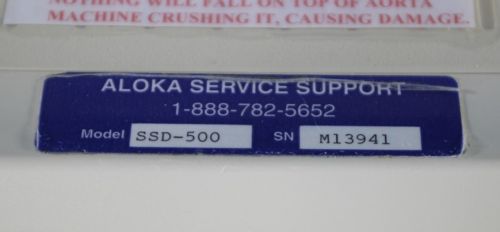 NOTHING WILL FALL ON TOP OF AORTA
MACHINE CRUSHING IT, CAUSING DAMAGE.
ALOKA SERVICE SUPPORT
1-888-782-5652
Model SSD-500 SN M13941